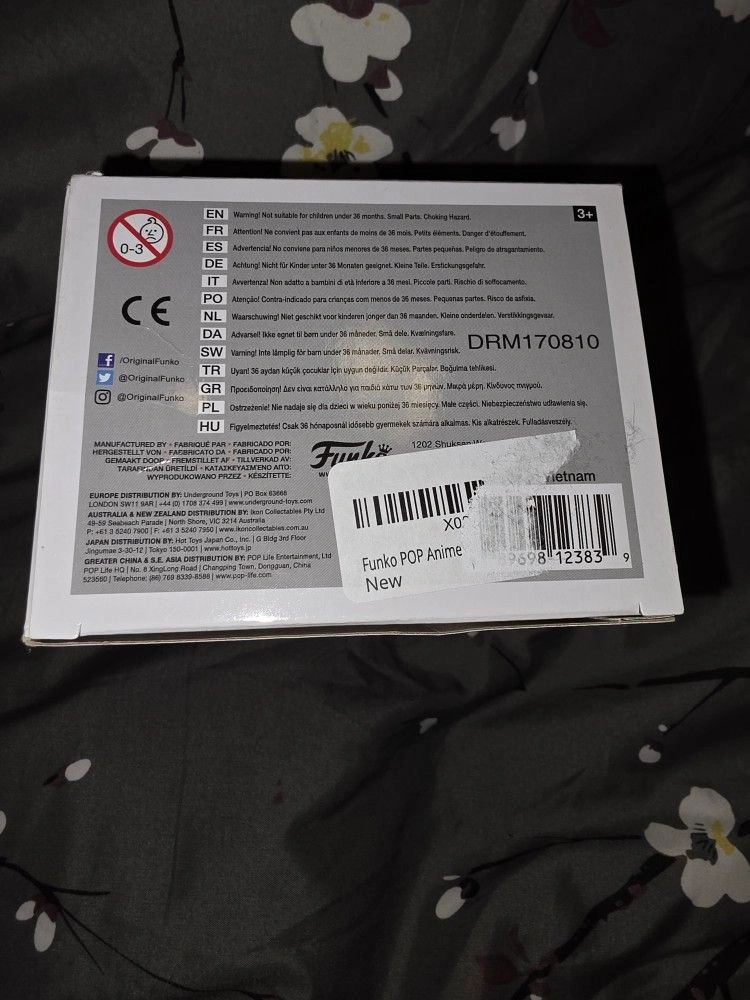 0-3
3+
EN Warning! Not suitable for children under 36 months. Small Parts. Choking Hazard.
FR Attention! Ne convient pas aux enfants de moins de 36 mois. Petits éléments. Danger d'étouffement.
ES Advertencia! No conviene para niños menores de 36 meses. Partes pequeñas. Peligro de atragantamiento.
DE Achtung! Nicht für Kinder unter 36 Monaten geeignet. Kleine Teile. Erstickungsgefahr.
IT Avvertenza! Non adatto a bambini di età inferiore a 36 mesi. Piccole parti. Rischio di soffocamento.
PO Atenção! Contra-indicado para crianças com menos de 36 meses. Pequenas partes. Risco de asfixia.
NL Waarschuwing! Niet geschikt voor kinderen jonger dan 36 maanden. Kleine onderdelen. Verstikkingsgevaar.
DA Advarsel! Ikke egnet til børn under 36 måneder. Små dele. Kvælningsfare.
SW Varning! Inte lämplig för barn under 36 månader. Små delar. Kvävningsrisk.
TR Uyarı! 36 aydan küçük çocuklar için uygun değildir. Küçük Parçalar. Boğulma tehlikesi.
GR Προειδοποίηση! Δεν είναι κατάλληλο για παιδιά κάτω των 36 μηνών. Μικρά μέρη. Κίνδυνος πνιγμού.
PL Ostrzeżenie! Nie nadaje się dla dzieci w wieku poniżej 36 miesięcy. Małe części. Niebezpieczeństwo udławienia się.
HU Figyelmeztetés! Csak 36 hónaposnál idősebb gyermekek számára alkalmas. Kis alkatrészek. Fulladásveszély.
CE
DRM170810
/OriginalFunko
@OriginalFunko
@OriginalFunko
MANUFACTURED BY • FABRIQUÉ PAR • FABRICADO POR:
HERGESTELLT VON • FABBRICATO DA • FABRICADO POR:
GEMAAKT DOOR • FREMSTILLET AF • TILLVERKAD AV:
TARAFINDAN ÜRETİLDİ • ΚΑΤΑΣΚΕΥΑΣΜΕΝΟ ΑΠΟ:
WYPRODUKOWANO PRZEZ • KÉSZÍTETTE:
Funko
1202 Shuksan
ietnam
EUROPE DISTRIBUTION BY: Underground Toys | PO Box 63666
LONDON SW11 9AR | +44 (0) 1708 374 499 | www.underground-toys.com
AUSTRALIA & NEW ZEALAND DISTRIBUTION BY: Ikon Collectables Pty Ltd
49-59 Seabeach Parade | North Shore, VIC 3214 Australia
P: +61 3 5240 7900 | F: +61 3 5240 7950 | www.ikoncollectables.com.au
JAPAN DISTRIBUTION BY: Hot Toys Japan Co., Inc. | G Bldg 3rd Floor
Jingumae 3-30-12 | Tokyo 150-0001 | www.hottoys.jp
GREATER CHINA & S.E. ASIA DISTRIBUTION BY: POP Life Entertainment, Ltd
POP Life HQ | No. 8 XingLong Road | Changping Town, Dongguan, China
523560 | Telephone: (86) 769 8339-8588 | www.pop-life.com
X02
Funko POP Anime
New
9698 12383 9